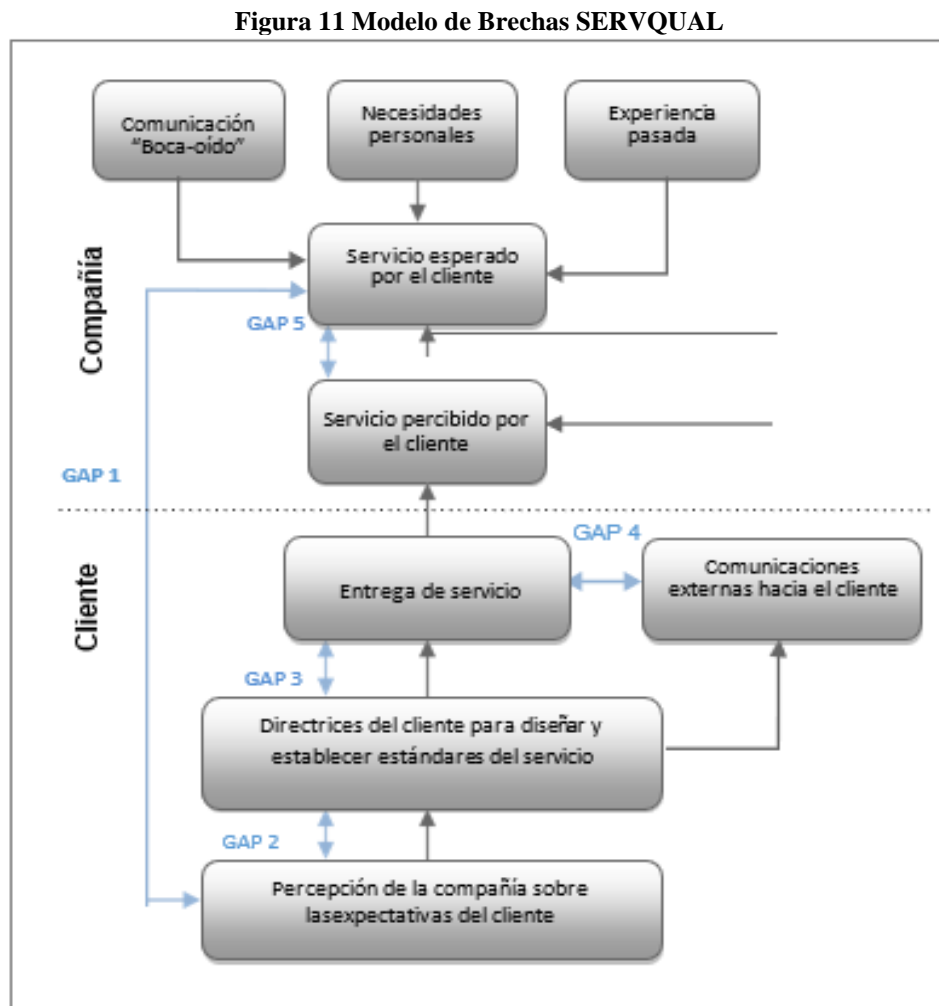 Figura 11 Modelo de Brechas SERVQUAL
Comunicación
“Boca-oído”
Necesidades
personales
Experiencia
pasada
Compañía
Servicio esperado
por el cliente
GAP 5
Servicio percibido por
el cliente
GAP 1
Cliente
Entrega de servicio
GAP 4
Comunicaciones
externas hacia el cliente
GAP 3
Directrices del cliente para diseñar y
establecer estándares del servicio
GAP 2
Percepción de la compañía sobre
lasexpectativas del cliente